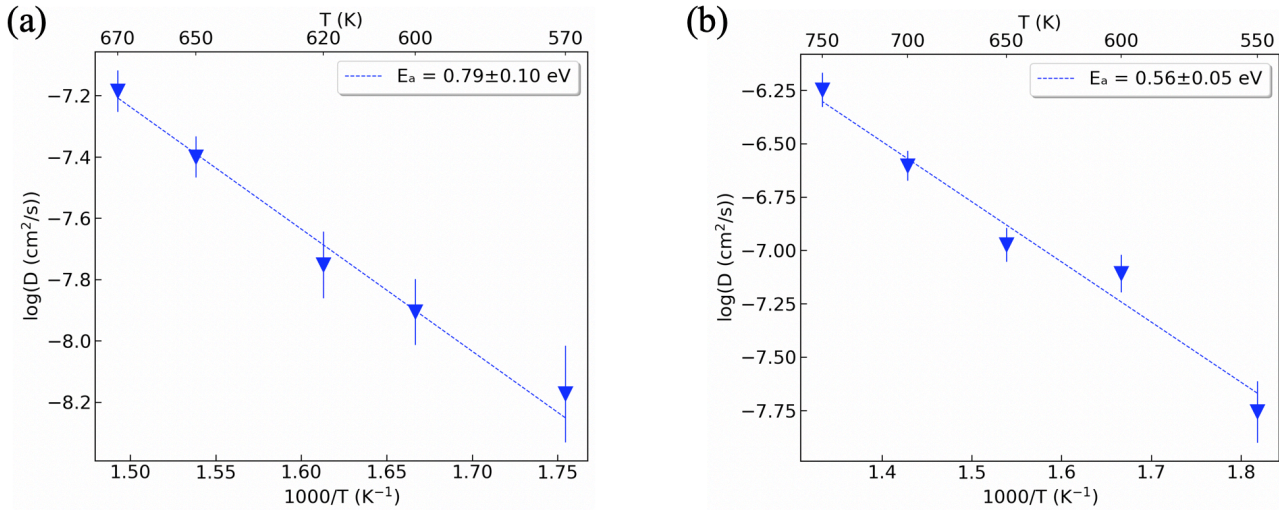 (a)
T (K)
670 650 620 600 570
Eₐ = 0.79±0.10 eV
−7.2
−7.4
−7.6
−7.8
−8.0
−8.2
log(D (cm²/s))
1.50 1.55 1.60 1.65 1.70 1.75
1000/T (K⁻¹)
(b)
T (K)
750 700 650 600 550
Eₐ = 0.56±0.05 eV
−6.25
−6.50
−6.75
−7.00
−7.25
−7.50
−7.75
log(D (cm²/s))
1.4 1.5 1.6 1.7 1.8
1000/T (K⁻¹)